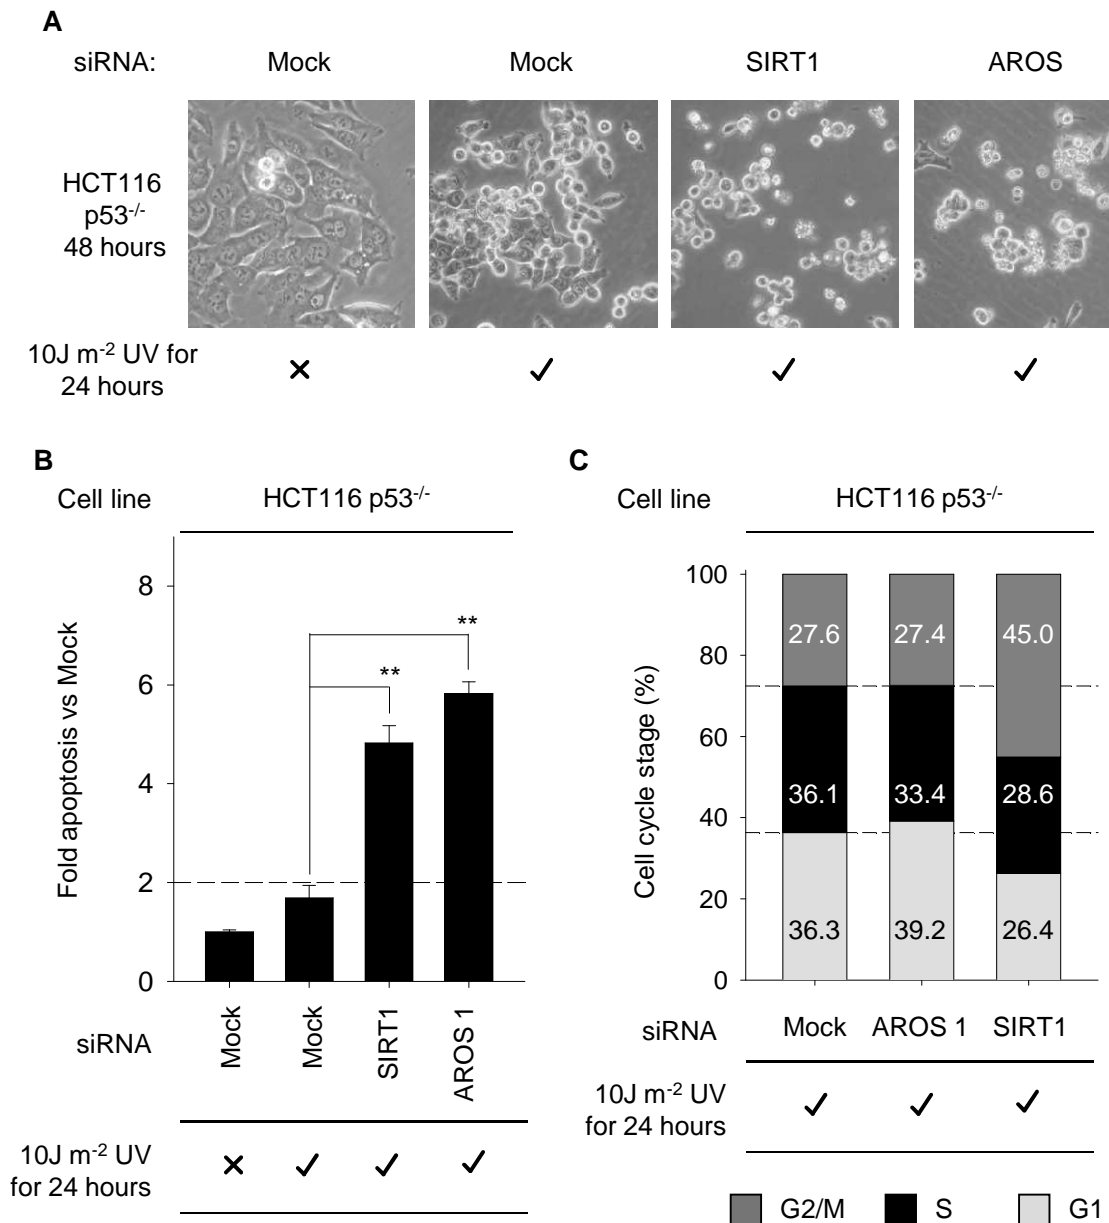 A
siRNA: Mock Mock SIRT1 AROS
HCT116
p53-/-
48 hours
10J m-2 UV for
24 hours
B
Cell line HCT116 p53-/-
Fold apoptosis vs Mock
8
6
4
2
0
**
**
siRNA Mock Mock SIRT1 AROS 1
10J m-2 UV
for 24 hours
C
Cell line HCT116 p53-/-
Cell cycle stage (%)
100
80
60
40
20
0
27.6 27.4 45.0
36.1 33.4 28.6
36.3 39.2 26.4
siRNA Mock AROS 1 SIRT1
10J m-2 UV
for 24 hours
G2/M S G1